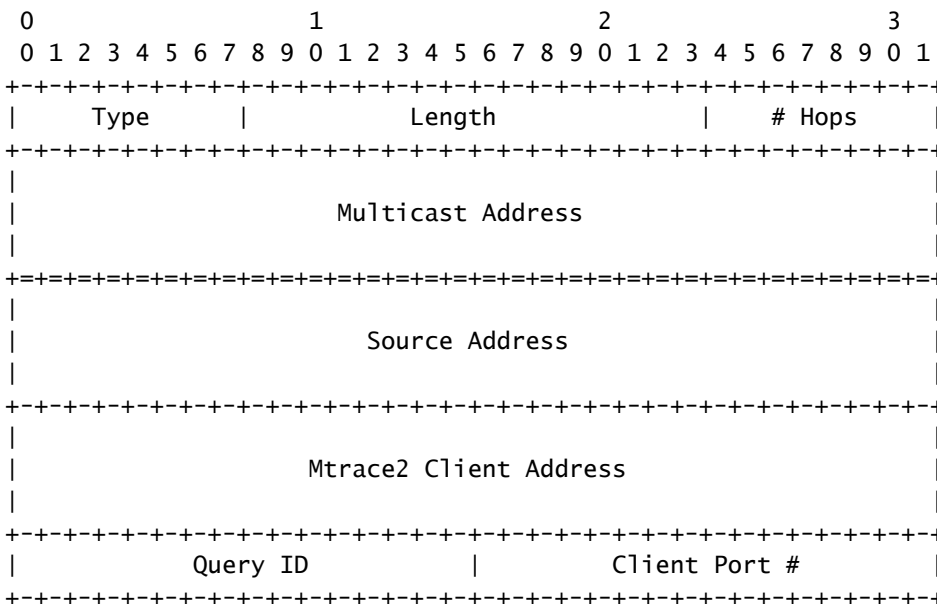 0                   1                   2                   3
0 1 2 3 4 5 6 7 8 9 0 1 2 3 4 5 6 7 8 9 0 1 2 3 4 5 6 7 8 9 0 1
+-+-+-+-+-+-+-+-+-+-+-+-+-+-+-+-+-+-+-+-+-+-+-+-+-+-+-+-+-+-+-+-+
|     Type      |           Length              |    # Hops     |
+-+-+-+-+-+-+-+-+-+-+-+-+-+-+-+-+-+-+-+-+-+-+-+-+-+-+-+-+-+-+-+-+
|                                                               |
|                      Multicast Address                        |
|                                                               |
+=+=+=+=+=+=+=+=+=+=+=+=+=+=+=+=+=+=+=+=+=+=+=+=+=+=+=+=+=+=+=+=+
|                                                               |
|                        Source Address                         |
|                                                               |
+-+-+-+-+-+-+-+-+-+-+-+-+-+-+-+-+-+-+-+-+-+-+-+-+-+-+-+-+-+-+-+-+
|                                                               |
|                    Mtrace2 Client Address                     |
|                                                               |
+-+-+-+-+-+-+-+-+-+-+-+-+-+-+-+-+-+-+-+-+-+-+-+-+-+-+-+-+-+-+-+-+
|            Query ID           |         Client Port #         |
+-+-+-+-+-+-+-+-+-+-+-+-+-+-+-+-+-+-+-+-+-+-+-+-+-+-+-+-+-+-+-+-+